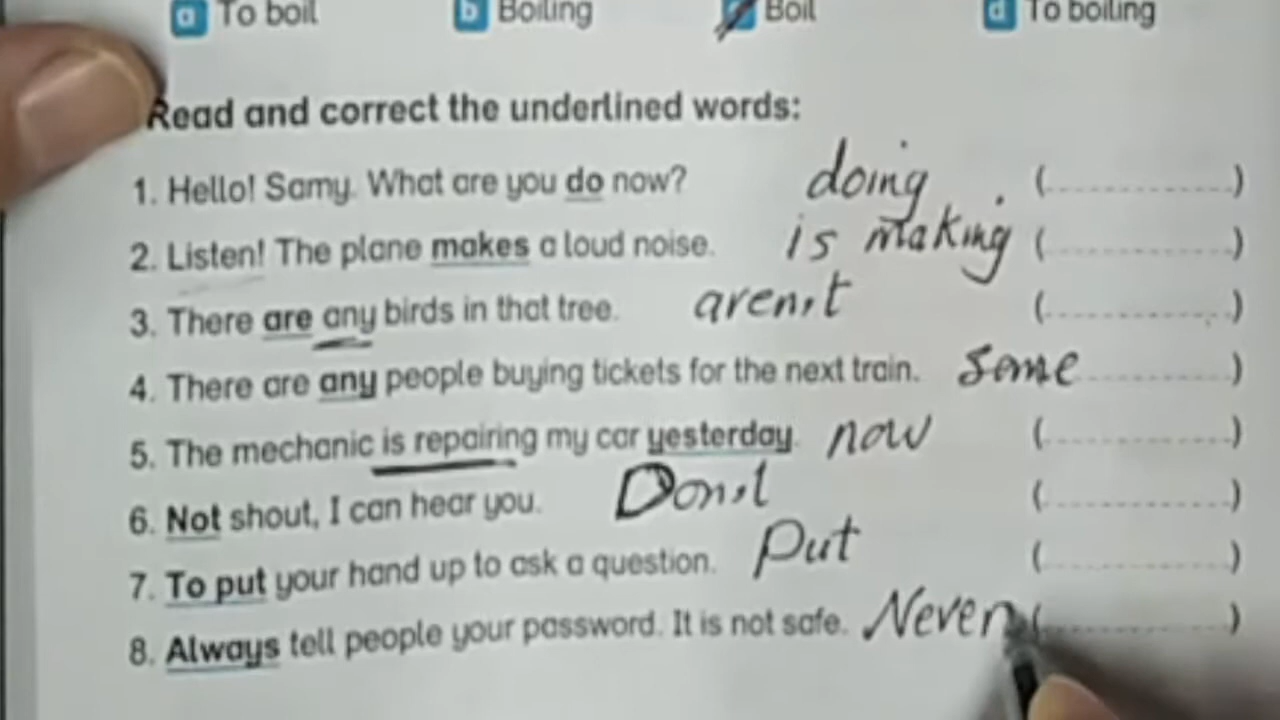 a To boil b Boiling c Boil d To boiling
Read and correct the underlined words:
1. Hello! Samy. What are you do now? doing (....................)
2. Listen! The plane makes a loud noise. is making (....................)
3. There are any birds in that tree. aren,t (....................)
4. There are any people buying tickets for the next train. some ....................)
5. The mechanic is repairing my car yesterday. now (....................)
6. Not shout, I can hear you. Don,t (....................)
7. To put your hand up to ask a question. Put (....................)
8. Always tell people your password. It is not safe. Never (....................)